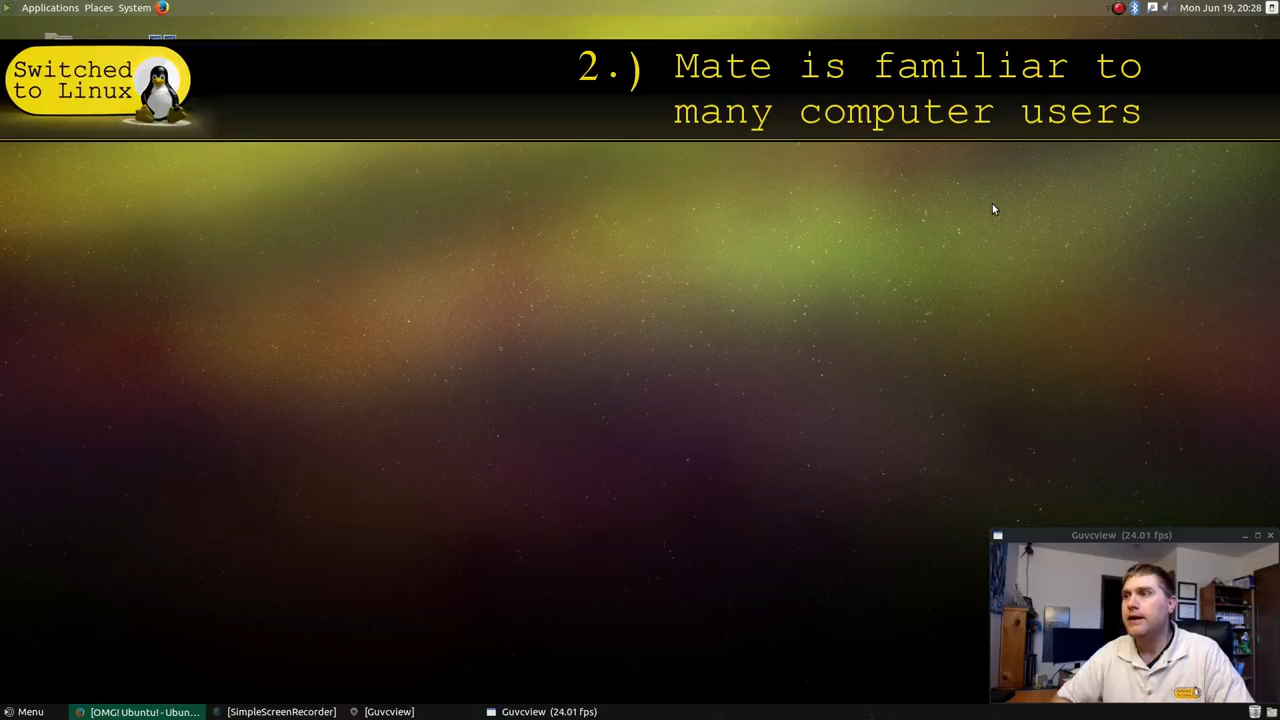 Applications Places System
Mon Jun 19, 20:28
Switched
to Linux
2.) Mate is familiar to
many computer users
Guvcview (24.01 fps)
Menu
[OMG! Ubuntu! - Ubun...
[SimpleScreenRecorder]
[Guvcview]
Guvcview (24.01 fps)